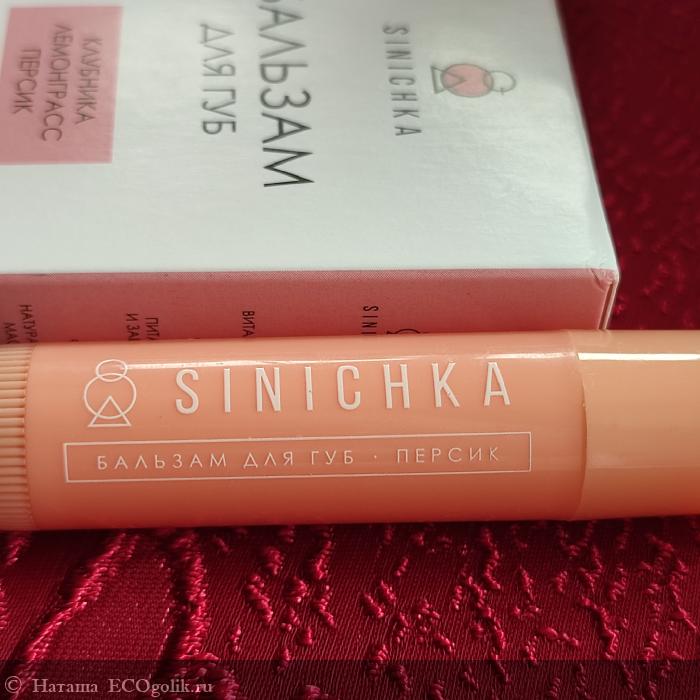 БАЛЬЗАМ
ДЛЯ ГУБ
SINICHKA
КЛУБНИКА
ЛЕМОНГРАСС
ПЕРСИК
SINICHKA
БАЛЬЗАМ ДЛЯ ГУБ · ПЕРСИК
© Наташа ECOgolik.ru